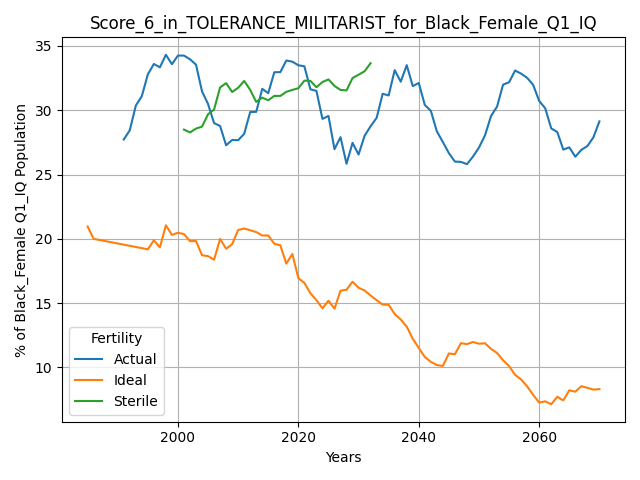 Score_6_in_TOLERANCE_MILITARIST_for_Black_Female_Q1_IQ
% of Black_Female Q1_IQ Population
35
30
25
20
15
10
Fertility
Actual
Ideal
Sterile
2000 2020 2040 2060
Years